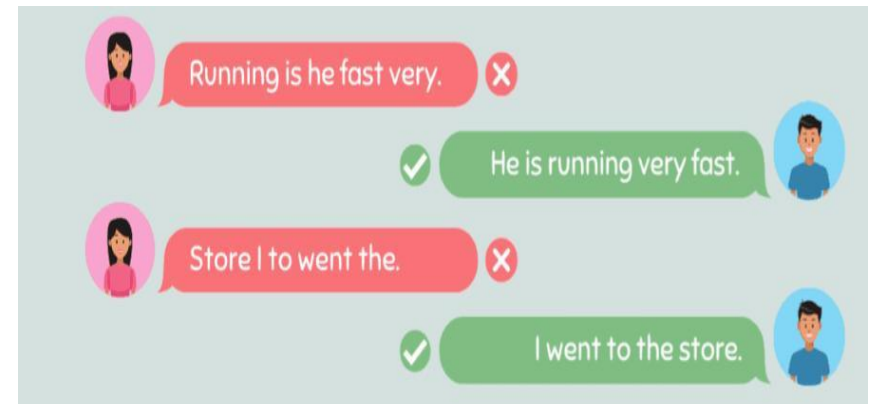 Running is he fast very.
He is running very fast.
Store I to went the.
I went to the store.